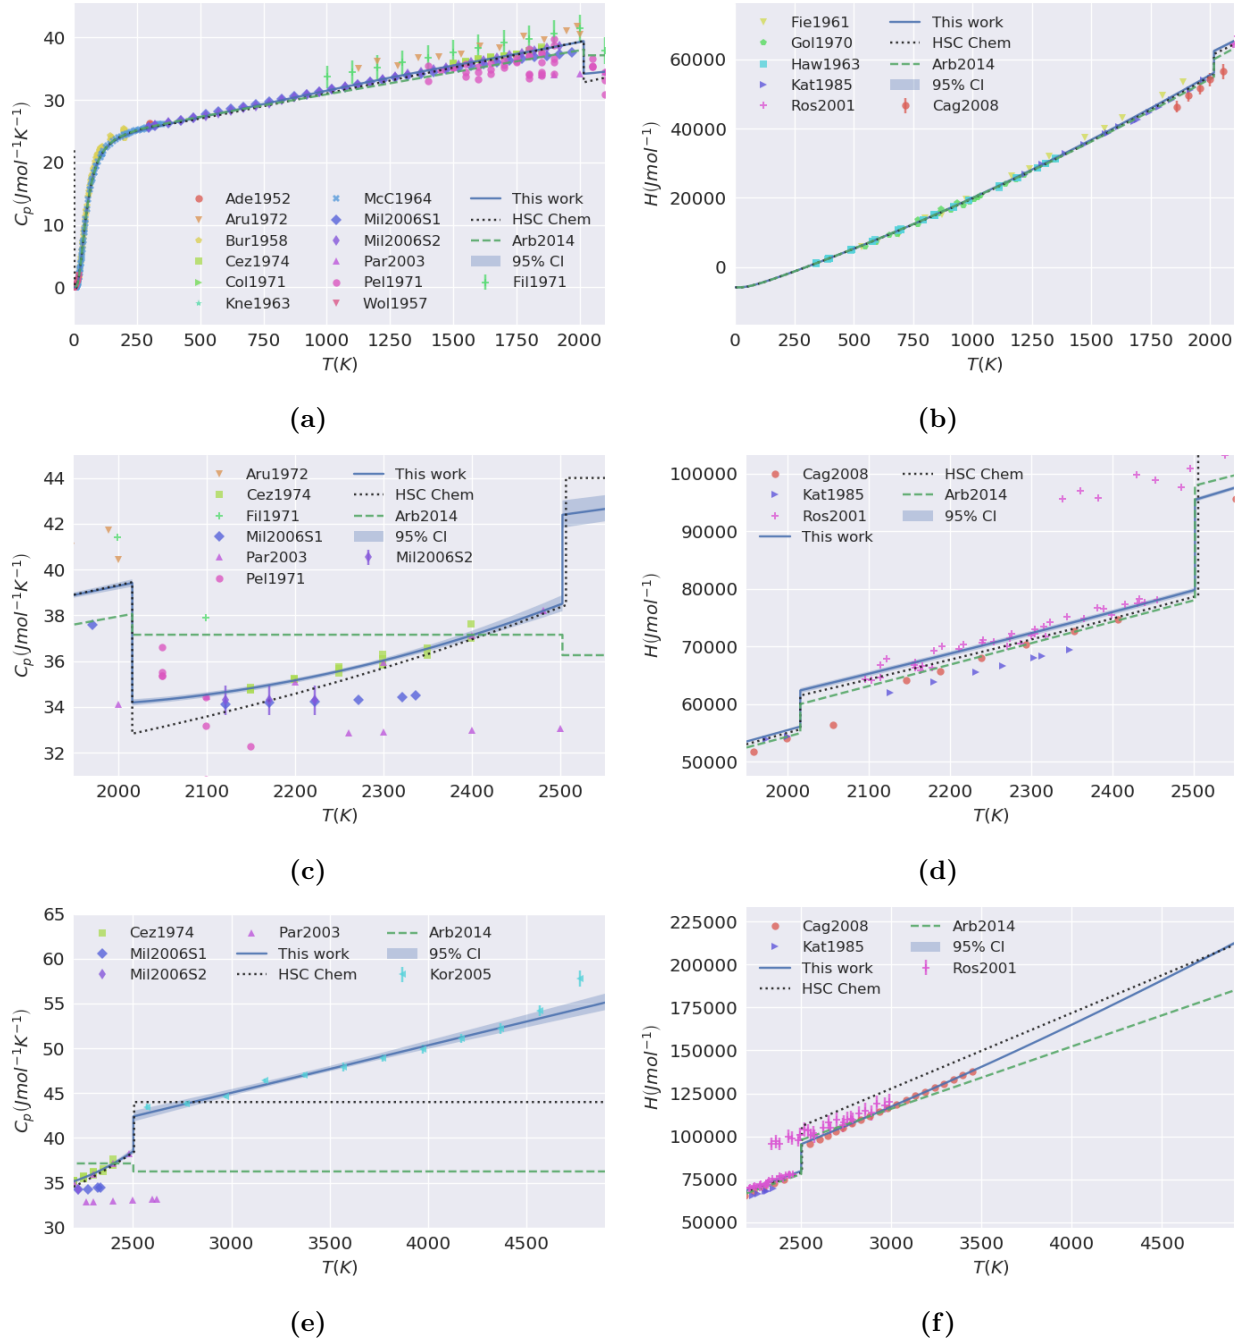 40
30
20
10
0
C_p(Jmol⁻¹K⁻¹)
Ade1952
Aru1972
Bur1958
Cez1974
Col1971
Kne1963
McC1964
Mil2006S1
Mil2006S2
Par2003
Pel1971
Wol1957
This work
HSC Chem
Arb2014
95% CI
Fil1971
0 250 500 750 1000 1250 1500 1750 2000
T(K)
(a)
60000
40000
20000
0
H(Jmol⁻¹)
Fie1961
Gol1970
Haw1963
Kat1985
Ros2001
This work
HSC Chem
Arb2014
95% CI
Cag2008
0 250 500 750 1000 1250 1500 1750 2000
T(K)
(b)
44
42
40
38
36
34
32
C_p(Jmol⁻¹K⁻¹)
Aru1972
Cez1974
Fil1971
Mil2006S1
Par2003
Pel1971
This work
HSC Chem
Arb2014
95% CI
Mil2006S2
2000 2100 2200 2300 2400 2500
T(K)
(c)
100000
90000
80000
70000
60000
50000
H(Jmol⁻¹)
Cag2008
Kat1985
Ros2001
This work
HSC Chem
Arb2014
95% CI
2000 2100 2200 2300 2400 2500
T(K)
(d)
65
60
55
50
45
40
35
30
C_p(Jmol⁻¹K⁻¹)
Cez1974
Mil2006S1
Mil2006S2
Par2003
This work
HSC Chem
Arb2014
95% CI
Kor2005
2500 3000 3500 4000 4500
T(K)
(e)
225000
200000
175000
150000
125000
100000
75000
50000
H(Jmol⁻¹)
Cag2008
Kat1985
This work
HSC Chem
Arb2014
95% CI
Ros2001
2500 3000 3500 4000 4500
T(K)
(f)